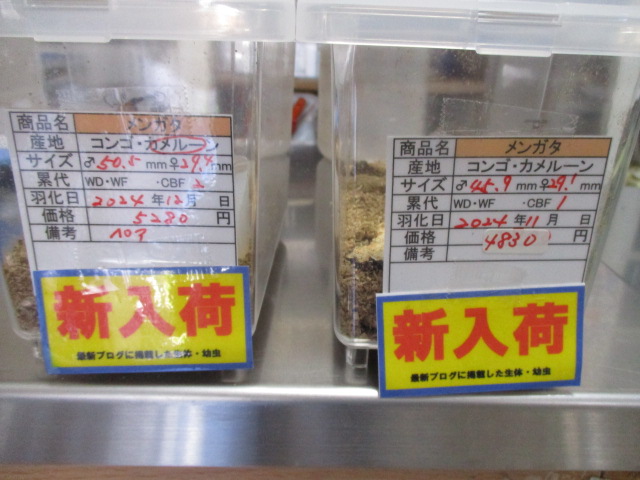 商品名 メンガタ
産地 コンゴ・カメルーン
サイズ ♂50.5mm♀29.4mm
累代 WD・WF ・CBF 2
羽化日 2024年12月 日
価格 5280 円
備考
新入荷
最新ブログに掲載した生体・幼虫
商品名 メンガタ
産地 コンゴ・カメルーン
サイズ ♂45.9mm♀29.1mm
累代 WD・WF ・CBF 1
羽化日 2024年11月 日
価格 4830 円
備考
新入荷
最新ブログに掲載した生体・幼虫